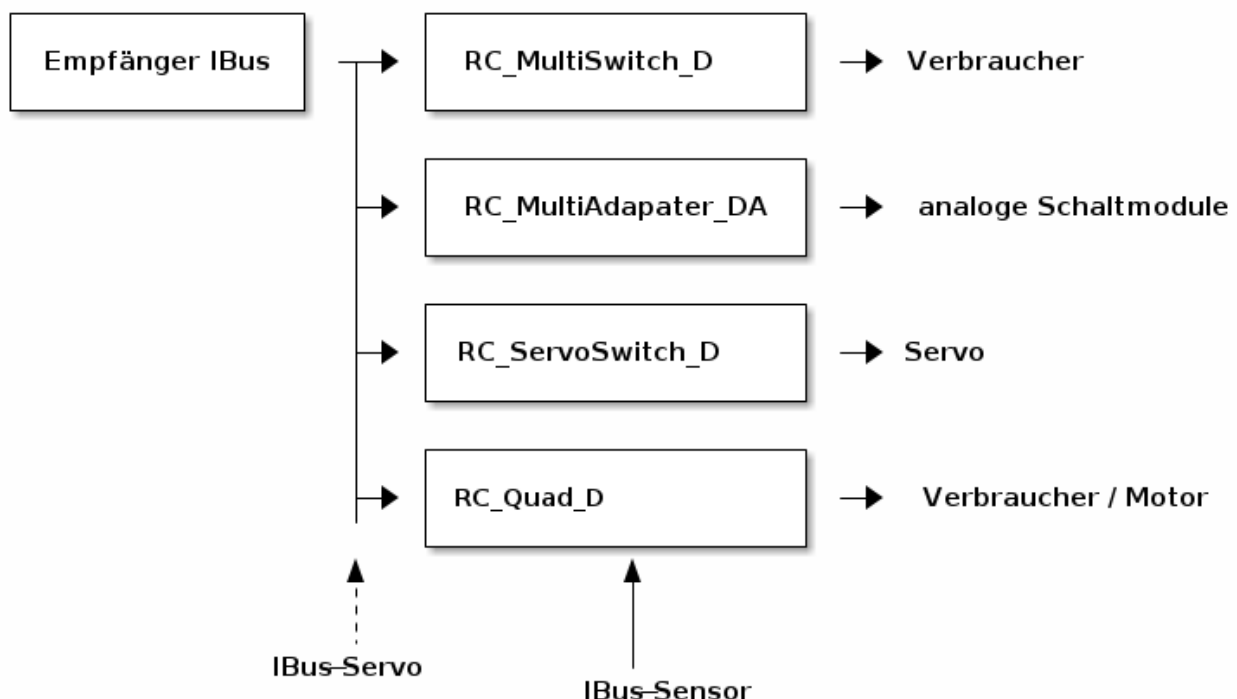 Empfänger IBus
RC_MultiSwitch_D
Verbraucher
RC_MultiAdapater_DA
analoge Schaltmodule
RC_ServoSwitch_D
Servo
RC_Quad_D
Verbraucher / Motor
IBus-Servo
IBus-Sensor